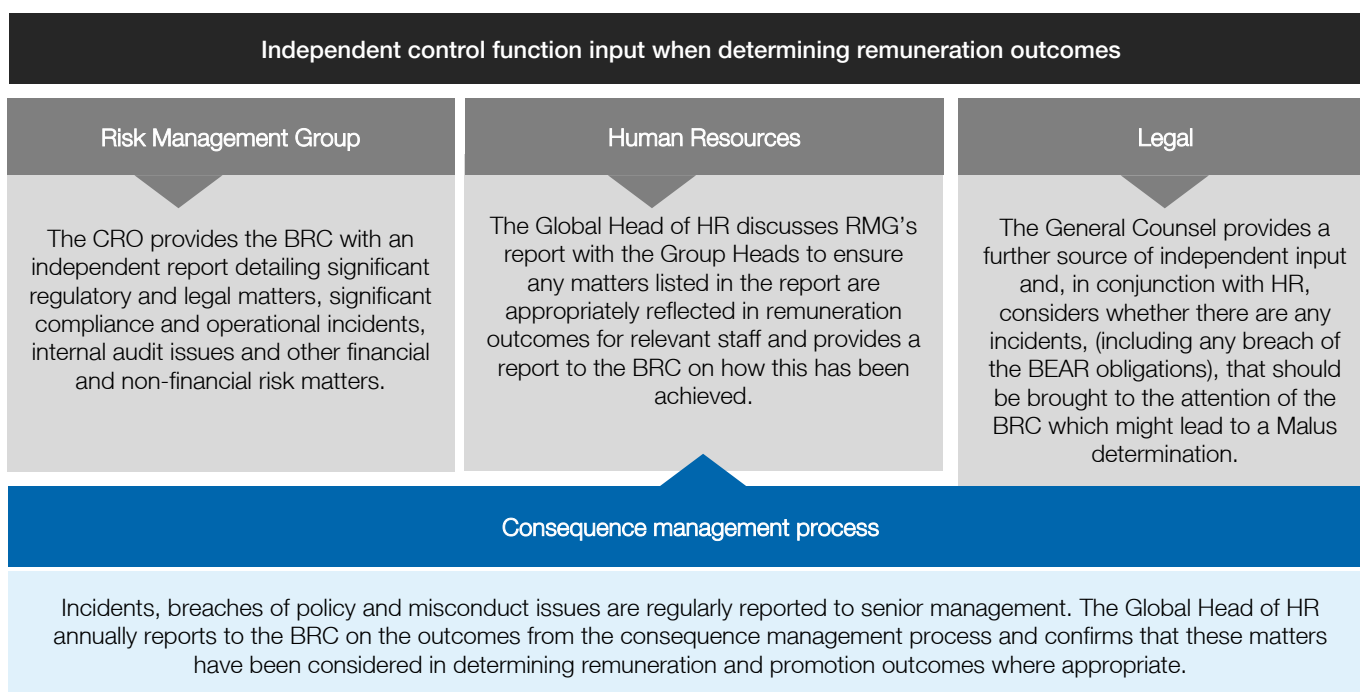 Independent control function input when determining remuneration outcomes
Risk Management Group
The CRO provides the BRC with an
independent report detailing significant
regulatory and legal matters, significant
compliance and operational incidents,
internal audit issues and other financial
and non-financial risk matters.
Human Resources
The Global Head of HR discusses RMG’s
report with the Group Heads to ensure
any matters listed in the report are
appropriately reflected in remuneration
outcomes for relevant staff and provides a
report to the BRC on how this has been
achieved.
Legal
The General Counsel provides a
further source of independent input
and, in conjunction with HR,
considers whether there are any
incidents, (including any breach of
the BEAR obligations), that should
be brought to the attention of the
BRC which might lead to a Malus
determination.
Consequence management process
Incidents, breaches of policy and misconduct issues are regularly reported to senior management. The Global Head of HR
annually reports to the BRC on the outcomes from the consequence management process and confirms that these matters
have been considered in determining remuneration and promotion outcomes where appropriate.